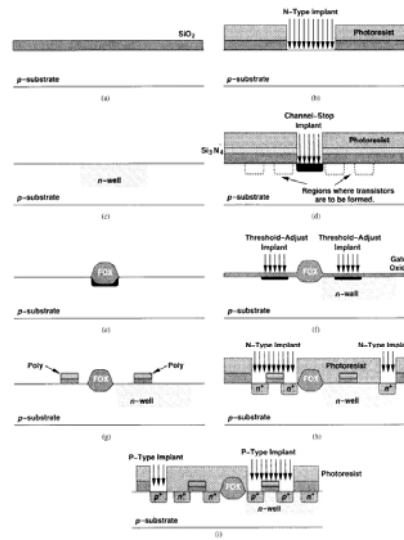 SiO2
p-substrate
(a)
N-Type Implant
Photoresist
p-substrate
(b)
n-well
p-substrate
(c)
Channel-Stop
Implant
Photoresist
Si3N4
Regions where transistors
are to be formed.
p-substrate
(d)
FOX
p-substrate
(e)
Threshold-Adjust
Implant
Threshold-Adjust
Implant
FOX
Gate
Oxide
n-well
p-substrate
(f)
Poly
Poly
FOX
n-well
p-substrate
(g)
N-Type Implant
N-Type Implant
Photoresist
FOX
n+ n+ n+
n-well
p-substrate
(h)
P-Type Implant
P-Type Implant
Photoresist
FOX
p+ n+ n+ p+ p+ n+
n-well
p-substrate
(i)